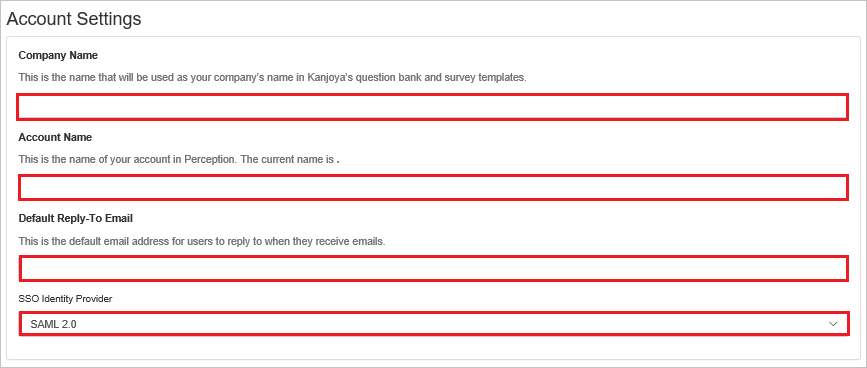 Account Settings
Company Name
This is the name that will be used as your company's name in Kanjoya's question bank and survey templates.
Account Name
This is the name of your account in Perception. The current name is .
Default Reply-To Email
This is the default email address for users to reply to when they receive emails.
SSO Identity Provider
SAML 2.0